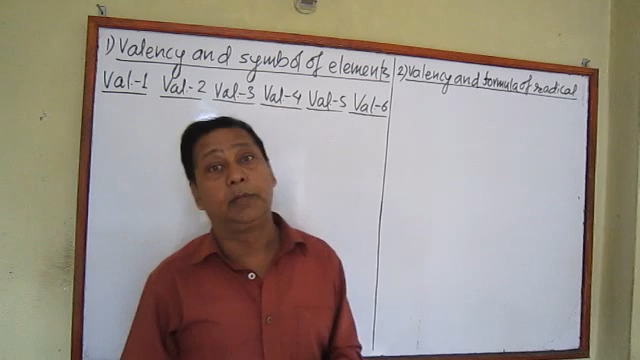 1) Valency and symbol of elements
Val-1 Val-2 Val-3 Val-4 Val-5 Val-6
2) Valency and formula of radical